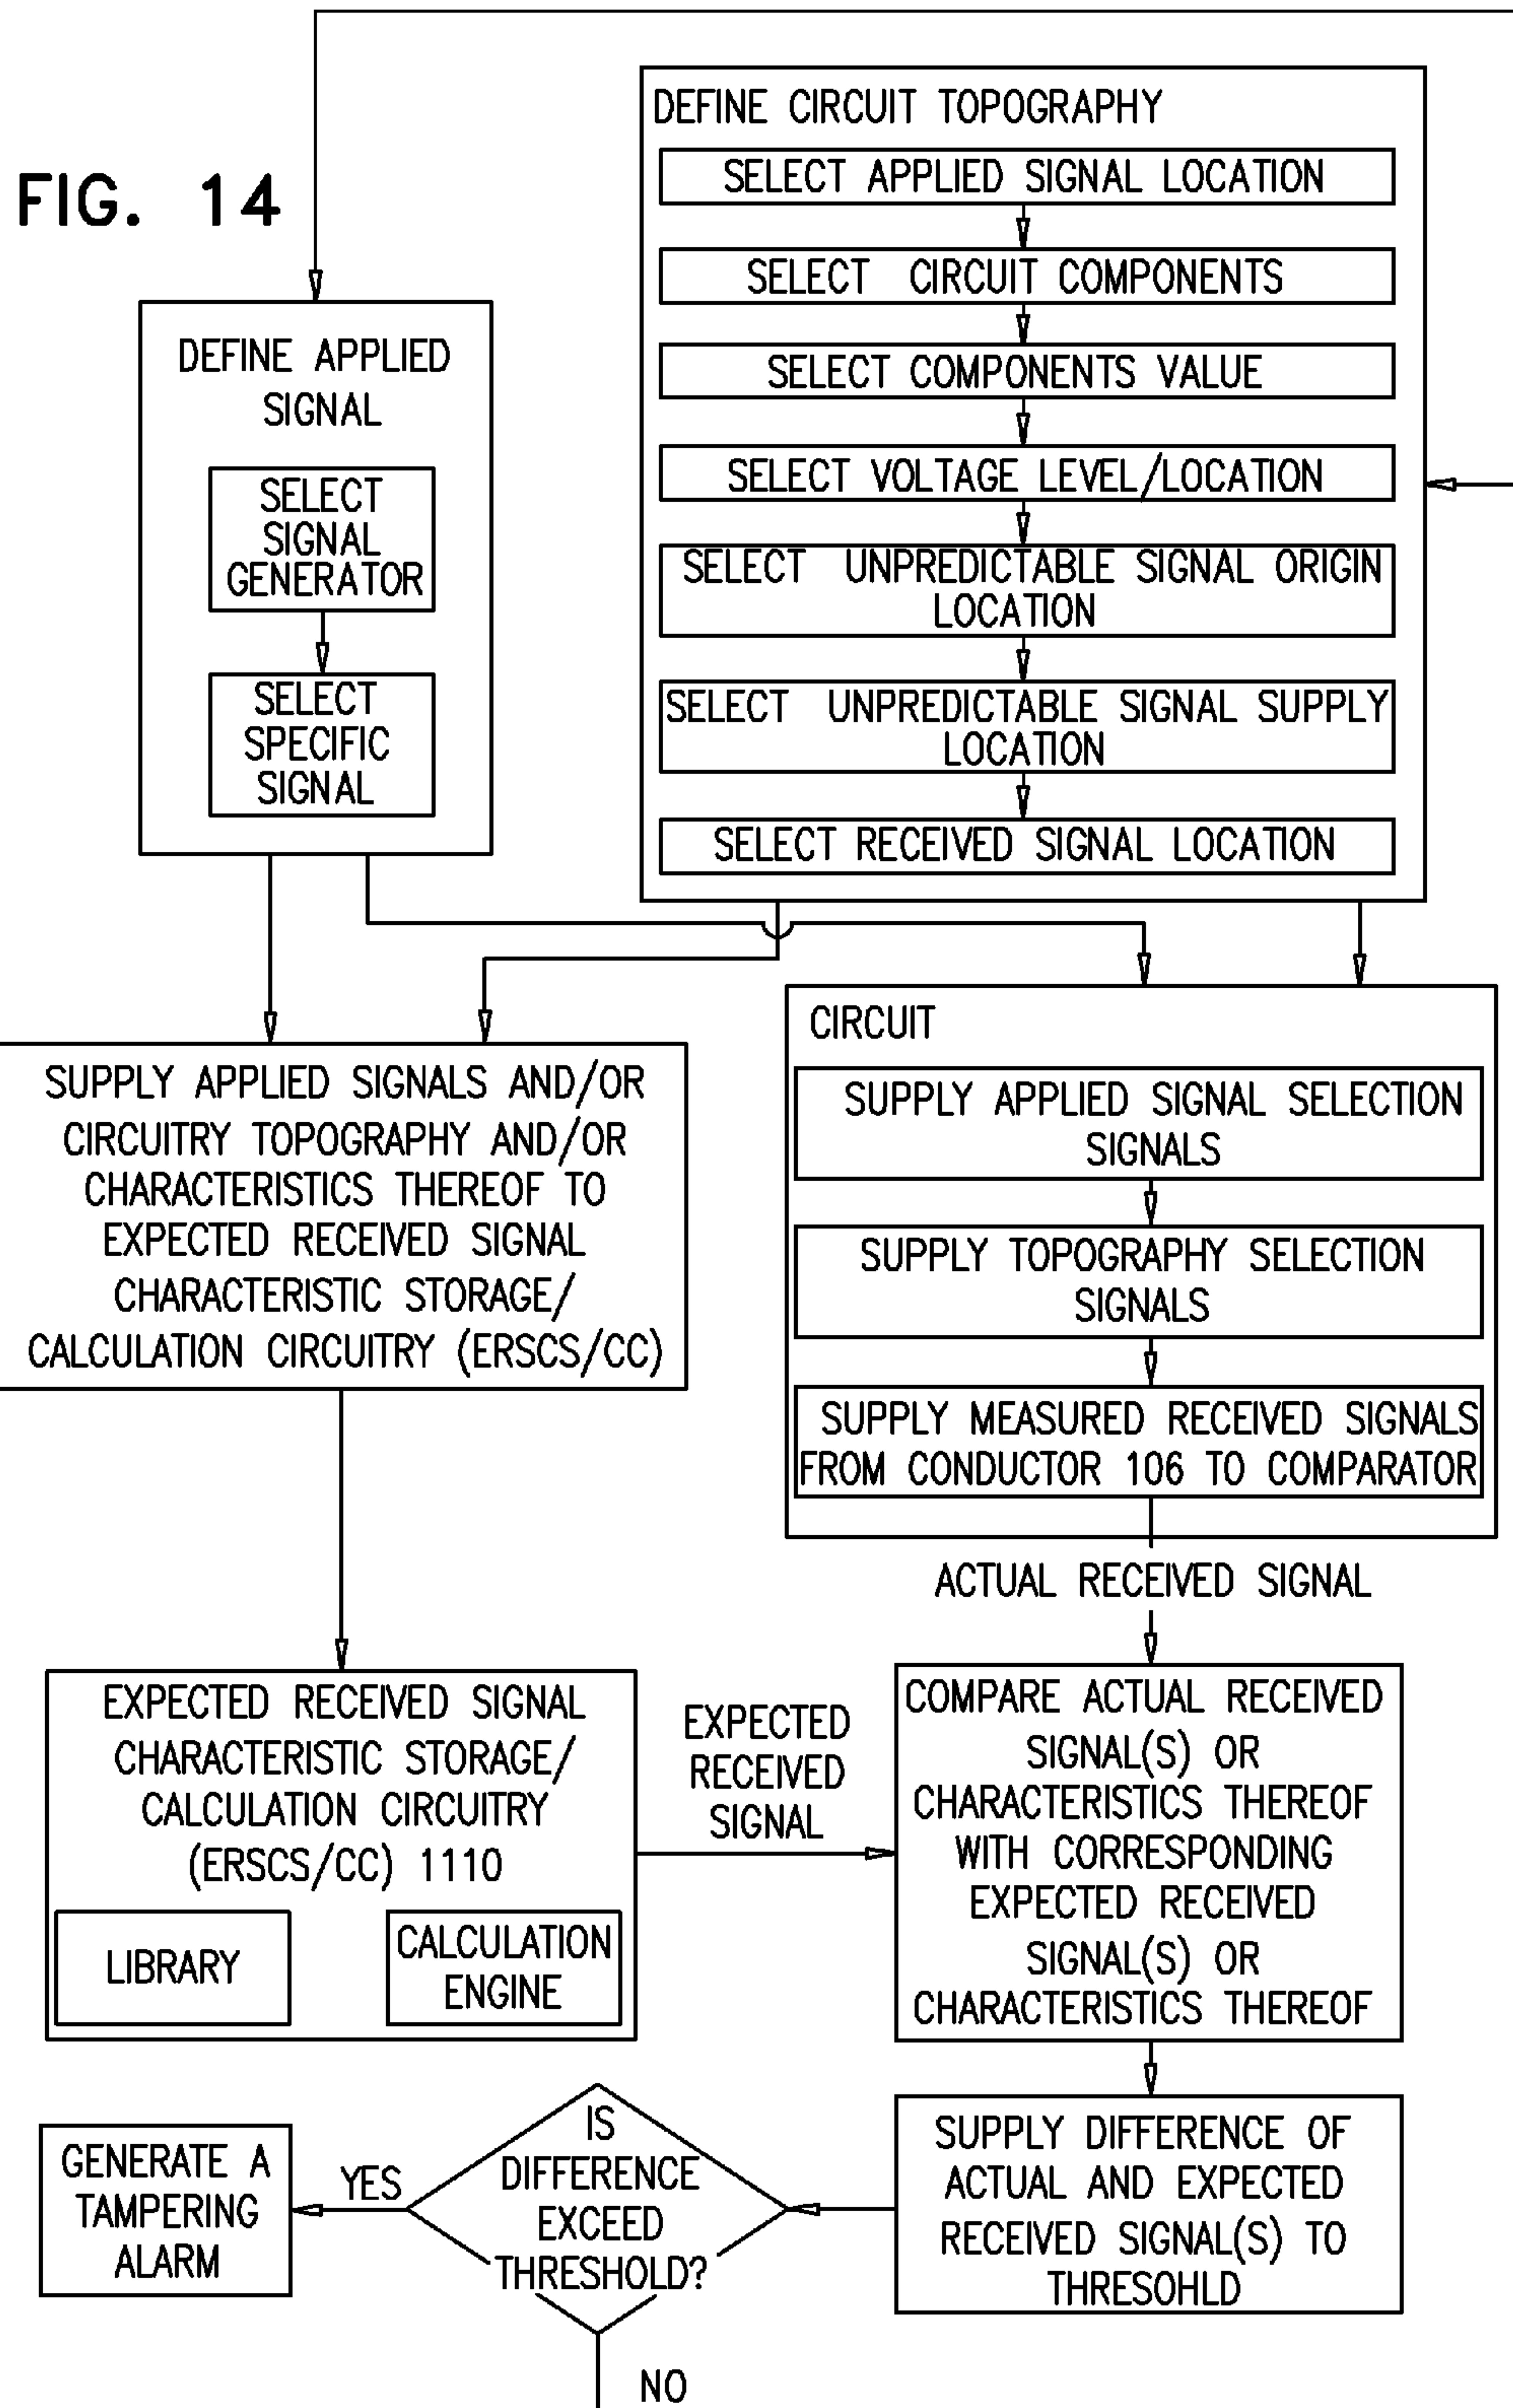 FIG. 14
DEFINE APPLIED
SIGNAL
SELECT
SIGNAL
GENERATOR
SELECT
SPECIFIC
SIGNAL
DEFINE CIRCUIT TOPOGRAPHY
SELECT APPLIED SIGNAL LOCATION
SELECT CIRCUIT COMPONENTS
SELECT COMPONENTS VALUE
SELECT VOLTAGE LEVEL/LOCATION
SELECT UNPREDICTABLE SIGNAL ORIGIN
LOCATION
SELECT UNPREDICTABLE SIGNAL SUPPLY
LOCATION
SELECT RECEIVED SIGNAL LOCATION
SUPPLY APPLIED SIGNALS AND/OR
CIRCUITRY TOPOGRAPHY AND/OR
CHARACTERISTICS THEREOF TO
EXPECTED RECEIVED SIGNAL
CHARACTERISTIC STORAGE/
CALCULATION CIRCUITRY (ERSCS/CC)
CIRCUIT
SUPPLY APPLIED SIGNAL SELECTION
SIGNALS
SUPPLY TOPOGRAPHY SELECTION
SIGNALS
SUPPLY MEASURED RECEIVED SIGNALS
FROM CONDUCTOR 106 TO COMPARATOR
ACTUAL RECEIVED SIGNAL
EXPECTED RECEIVED SIGNAL
CHARACTERISTIC STORAGE/
CALCULATION CIRCUITRY
(ERSCS/CC) 1110
LIBRARY
CALCULATION
ENGINE
EXPECTED
RECEIVED
SIGNAL
COMPARE ACTUAL RECEIVED
SIGNAL(S) OR
CHARACTERISTICS THEREOF
WITH CORRESPONDING
EXPECTED RECEIVED
SIGNAL(S) OR
CHARACTERISTICS THEREOF
SUPPLY DIFFERENCE OF
ACTUAL AND EXPECTED
RECEIVED SIGNAL(S) TO
THRESOHLD
IS
DIFFERENCE
EXCEED
THRESHOLD?
YES
GENERATE A
TAMPERING
ALARM
NO